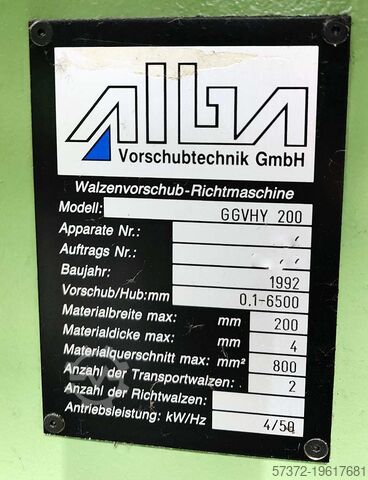 AlbA
Vorschubtechnik GmbH
Walzenvorschub-Richtmaschine
Modell: GGVHY 200
Apparate Nr.:
Auftrags Nr.:
Baujahr: 1992
Vorschub/Hub:mm 0.1-6500
Materialbreite max: mm 200
Materialdicke max: mm 4
Materialquerschnitt max: mm² 800
Anzahl der Transportwalzen: 2
Anzahl der Richtwalzen:
Antriebsleistung: kW/Hz 4/50
57372-19617681